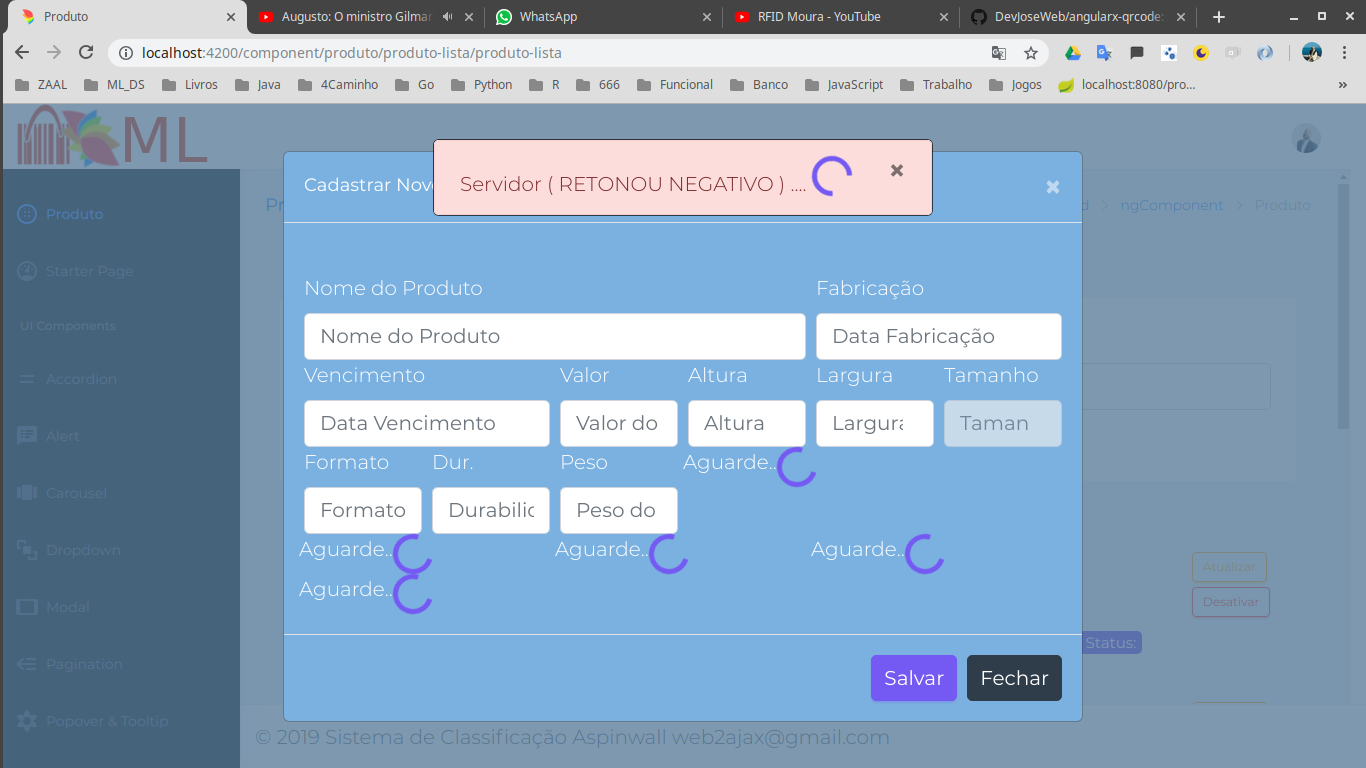 Produto
Augusto: O ministro Gilmar
WhatsApp
RFID Moura - YouTube
DevJoseWeb/angularx-qrcode:
localhost:4200/component/produto/produto-lista/produto-lista
ZAAL ML_DS Livros Java 4Caminho Go Python R 666 Funcional Banco JavaScript Trabalho Jogos localhost:8080/pro... »
ML
Servidor ( RETONOU NEGATIVO ) ....
×
Cadastrar Novo
×
Produto
Starter Page
UI Components
Accordion
Alert
Carousel
Dropdown
Modal
Pagination
Popover & Tooltip
Pr
d > ngComponent > Produto
Nome do Produto Fabricação
Nome do Produto Data Fabricação
Vencimento Valor Altura Largura Tamanho
Data Vencimento Valor do Altura Largura Taman
Formato Dur. Peso Aguarde..
Formato Durabilid Peso do
Aguarde.. Aguarde.. Aguarde..
Aguarde..
Atualizar
Desativar
Status:
Salvar Fechar
© 2019 Sistema de Classificação Aspinwall web2ajax@gmail.com